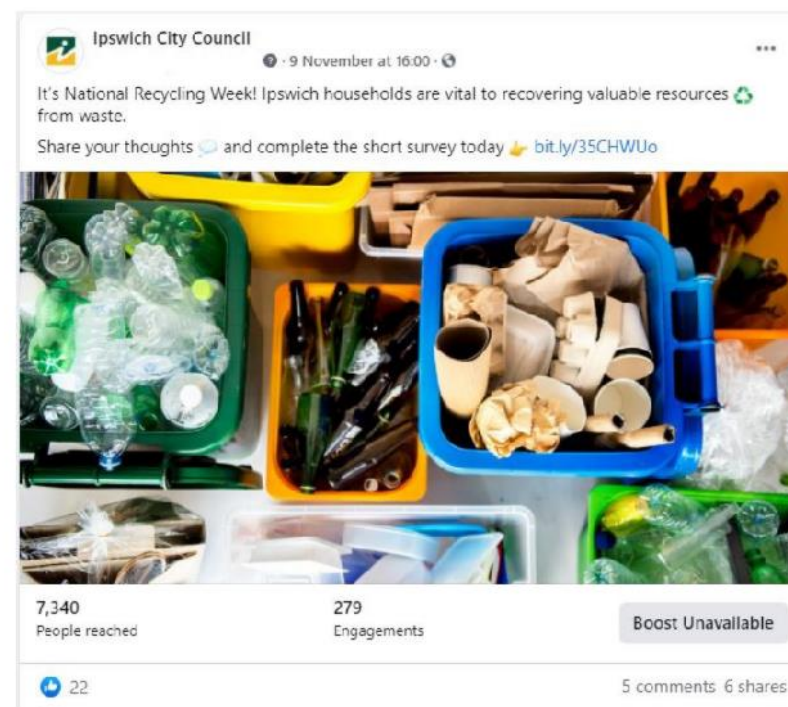 Ipswich City Council
9 November at 16:00
It's National Recycling Week! Ipswich households are vital to recovering valuable resources ♻️
from waste.
Share your thoughts 💭 and complete the short survey today 👉 bit.ly/35CHWUo
7,340
People reached
279
Engagements
Boost Unavailable
22
5 comments 6 shares